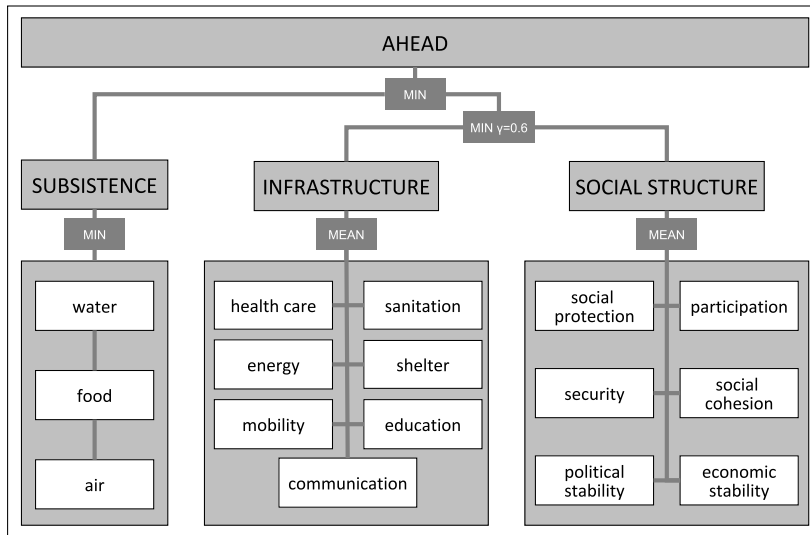 AHEAD
MIN
MIN γ=0.6
SUBSISTENCE
INFRASTRUCTURE
SOCIAL STRUCTURE
MIN
MEAN
MEAN
water
food
air
health care
sanitation
energy
shelter
mobility
education
communication
social
protection
participation
security
social
cohesion
political
stability
economic
stability